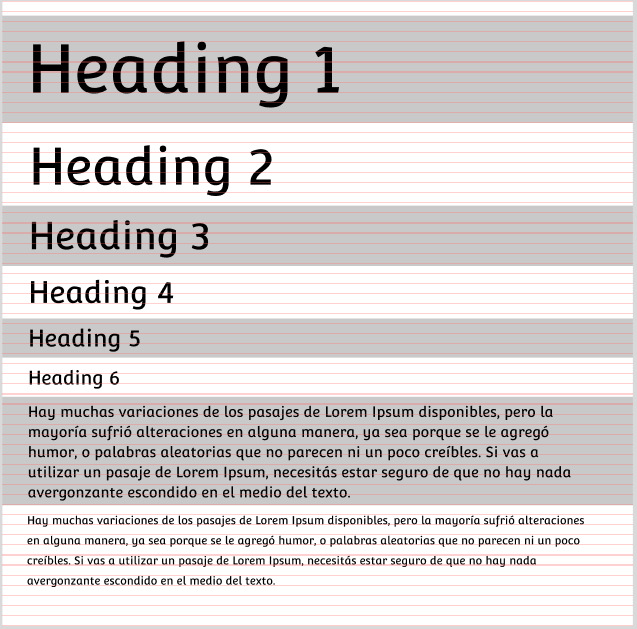 Heading 1
Heading 2
Heading 3
Heading 4
Heading 5
Heading 6
Hay muchas variaciones de los pasajes de Lorem Ipsum disponibles, pero la
mayoría sufrió alteraciones en alguna manera, ya sea porque se le agregó
humor, o palabras aleatorias que no parecen ni un poco creíbles. Si vas a
utilizar un pasaje de Lorem Ipsum, necesitás estar seguro de que no hay nada
avergonzante escondido en el medio del texto.
Hay muchas variaciones de los pasajes de Lorem Ipsum disponibles, pero la mayoría sufrió alteraciones
en alguna manera, ya sea porque se le agregó humor, o palabras aleatorias que no parecen ni un poco
creíbles. Si vas a utilizar un pasaje de Lorem Ipsum, necesitás estar seguro de que no hay nada
avergonzante escondido en el medio del texto.